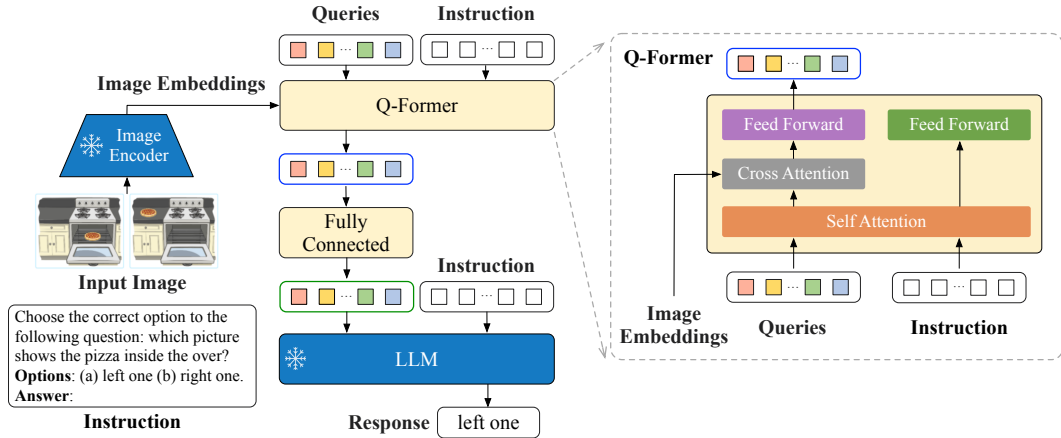 Queries
Instruction
Image Embeddings
Q-Former
Image
Encoder
Input Image
Fully
Connected
Instruction
LLM
Response
left one
Choose the correct option to the
following question: which picture
shows the pizza inside the over?
Options: (a) left one (b) right one.
Answer:
Instruction
Q-Former
Feed Forward
Feed Forward
Cross Attention
Self Attention
Image
Embeddings
Queries
Instruction